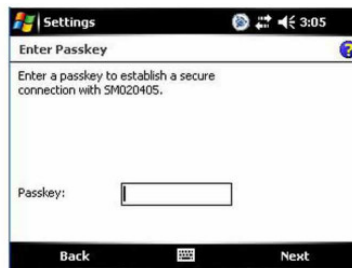 Settings 3:05
Enter Passkey
Enter a passkey to establish a secure
connection with SM020405.
Passkey:
Back Next